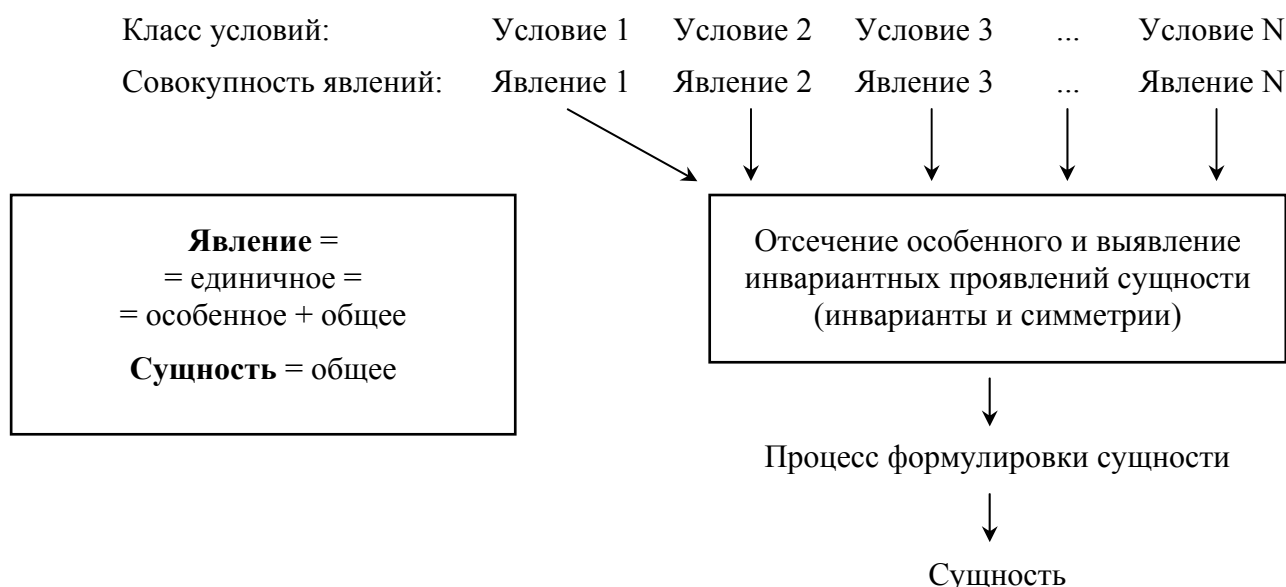 Класс условий: Условие 1 Условие 2 Условие 3 ... Условие N
Совокупность явлений: Явление 1 Явление 2 Явление 3 ... Явление N
Явление =
= единичное =
= особенное + общее
Сущность = общее
Отсечение особенного и выявление
инвариантных проявлений сущности
(инварианты и симметрии)
Процесс формулировки сущности
Сущность